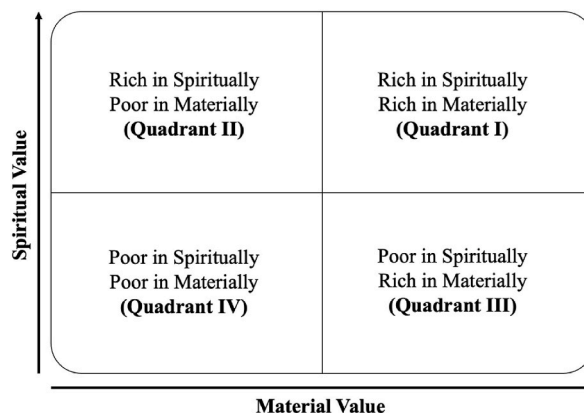 Spiritual Value
Rich in Spiritually
Poor in Materially
(Quadrant II)
Rich in Spiritually
Rich in Materially
(Quadrant I)
Poor in Spiritually
Poor in Materially
(Quadrant IV)
Poor in Spiritually
Rich in Materially
(Quadrant III)
Material Value